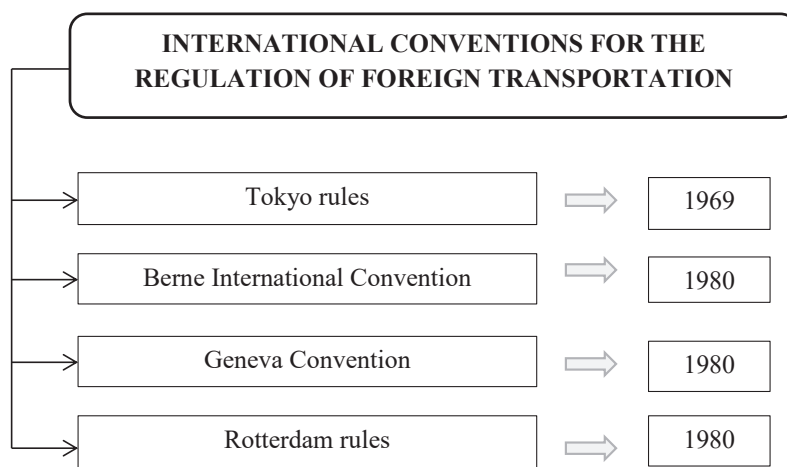 INTERNATIONAL CONVENTIONS FOR THE
REGULATION OF FOREIGN TRANSPORTATION
Tokyo rules
1969
Berne International Convention
1980
Geneva Convention
1980
Rotterdam rules
1980